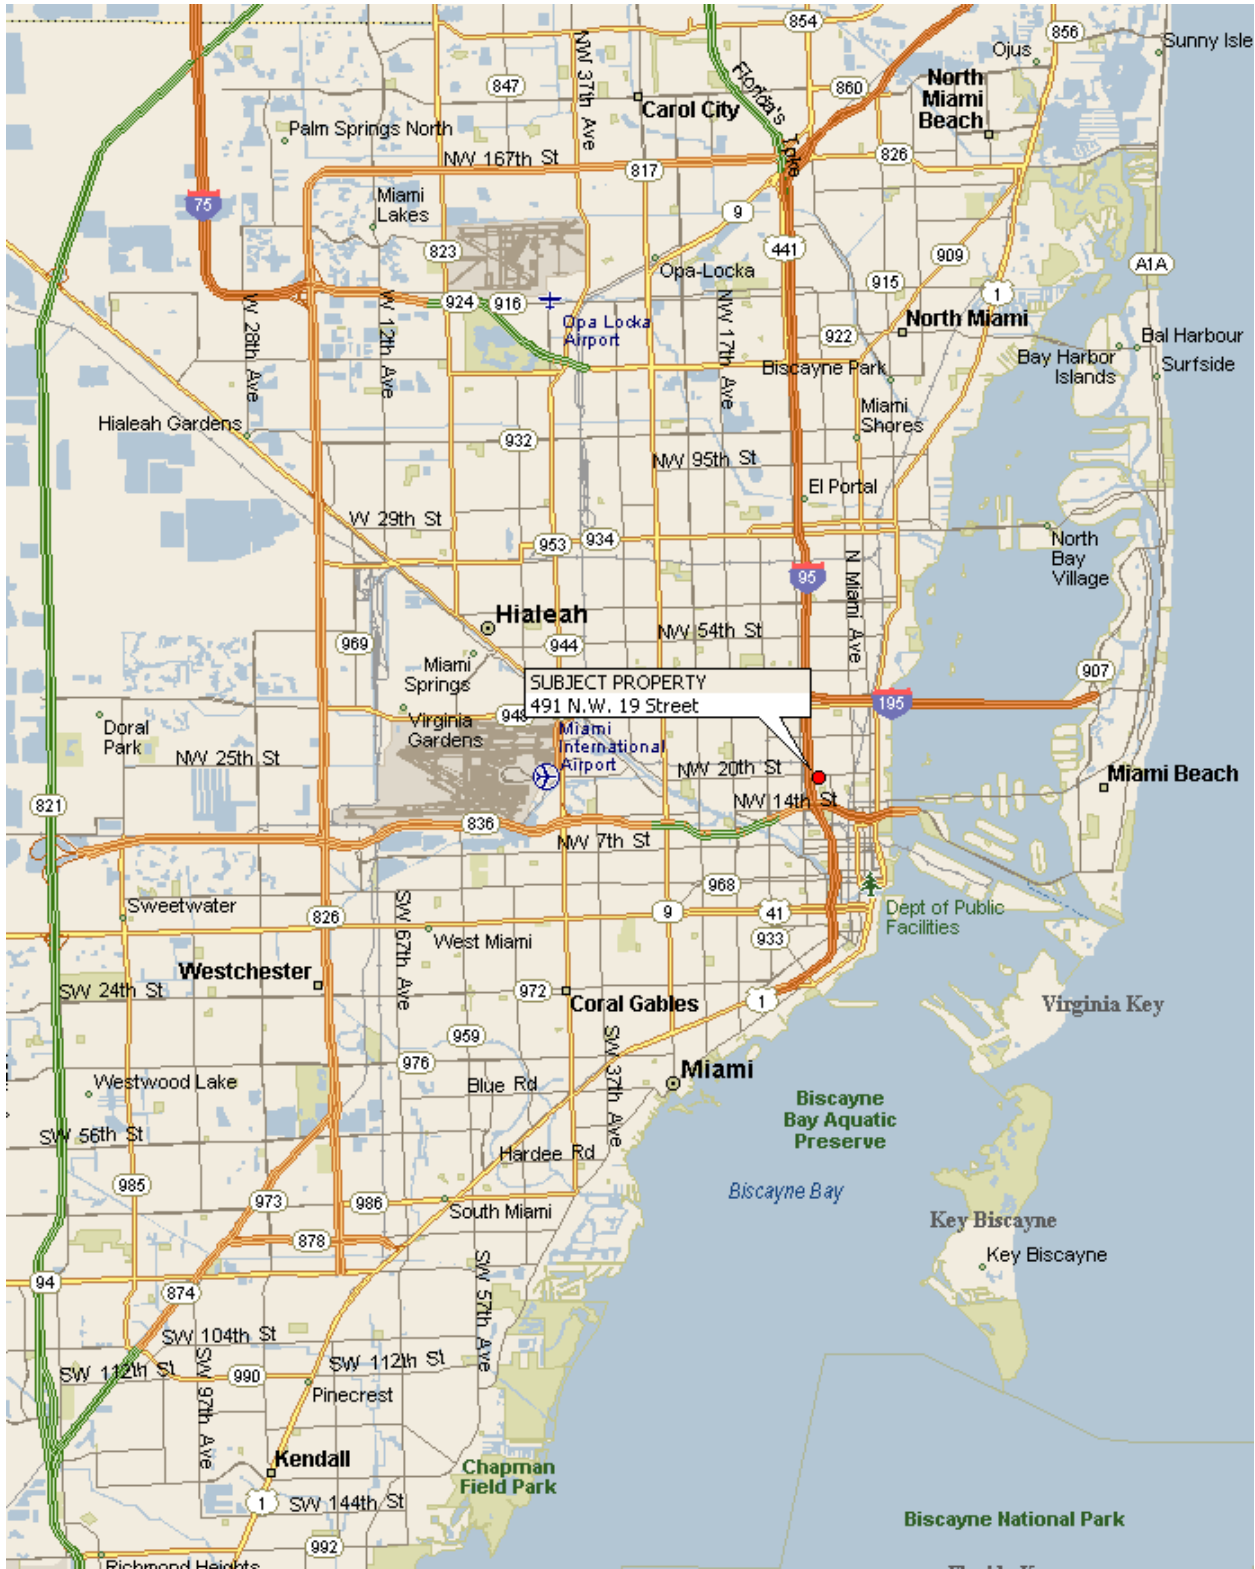 854
856
Sunny Isle
Ojus
NW 37th Ave
Florida's Tpke
847
860
North
Miami
Beach
Carol City
Palm Springs North
NW 167th St
826
817
75
Miami
Lakes
9
441
823
909
A1A
Opa-Locka
915
1
924
916
W 28th Ave
W 12th Ave
NW 17th Ave
Opa Locka
Airport
North Miami
922
Bal Harbour
Bay Harbor
Islands
Surfside
Biscayne Park
Miami
Shores
Hialeah Gardens
932
NW 95th St
El Portal
W 29th St
953
934
North
Bay
Village
N Miami Ave
95
Hialeah
NW 54th St
969
944
Miami
Springs
907
SUBJECT PROPERTY
491 N.W. 19 Street
195
948
Virginia
Gardens
Doral
Park
Miami
International
Airport
NW 25th St
NW 20th St
Miami Beach
NW 14th St
821
836
NW 7th St
968
SW 67th Ave
Sweetwater
826
9
41
Dept of Public
Facilities
West Miami
933
Westchester
SW 24th St
972
Coral Gables
1
Virginia Key
959
SW 37th Ave
976
Westwood Lake
Blue Rd
Miami
Biscayne
Bay Aquatic
Preserve
SW 56th St
Hardee Rd
985
973
986
South Miami
Biscayne Bay
Key Biscayne
878
Key Biscayne
94
874
SW 57th Ave
SW 104th St
SW 112th St
SW 112th St
990
SW 97th Ave
Pinecrest
Kendall
Chapman
Field Park
1
SW 144th St
Biscayne National Park
992
Richmond Heights